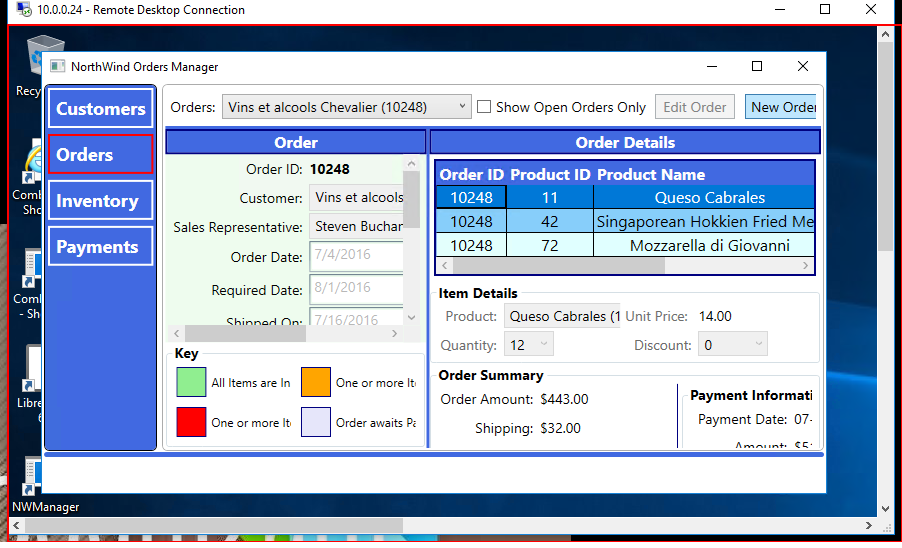 10.0.0.24 - Remote Desktop Connection
Recy
NorthWind Orders Manager
Customers
Orders
Inventory
Payments
Orders: Vins et alcools Chevalier (10248) Show Open Orders Only Edit Order New Order
Order
Order ID: 10248
Customer: Vins et alcools
Sales Representative: Steven Buchan
Order Date: 7/4/2016
Required Date: 8/1/2016
Shipped On: 7/16/2016
Key
All Items are In
One or more Ite
One or more Ite
Order awaits Pa
Order Details
Order ID Product ID Product Name
10248 11 Queso Cabrales
10248 42 Singaporean Hokkien Fried Me
10248 72 Mozzarella di Giovanni
Item Details
Product: Queso Cabrales (1 Unit Price: 14.00
Quantity: 12 Discount: 0
Order Summary
Order Amount: $443.00
Shipping: $32.00
Payment Informati
Payment Date: 07-
Amount:
Comb
Sho
Comb
- Sho
Libre
6
NWManager